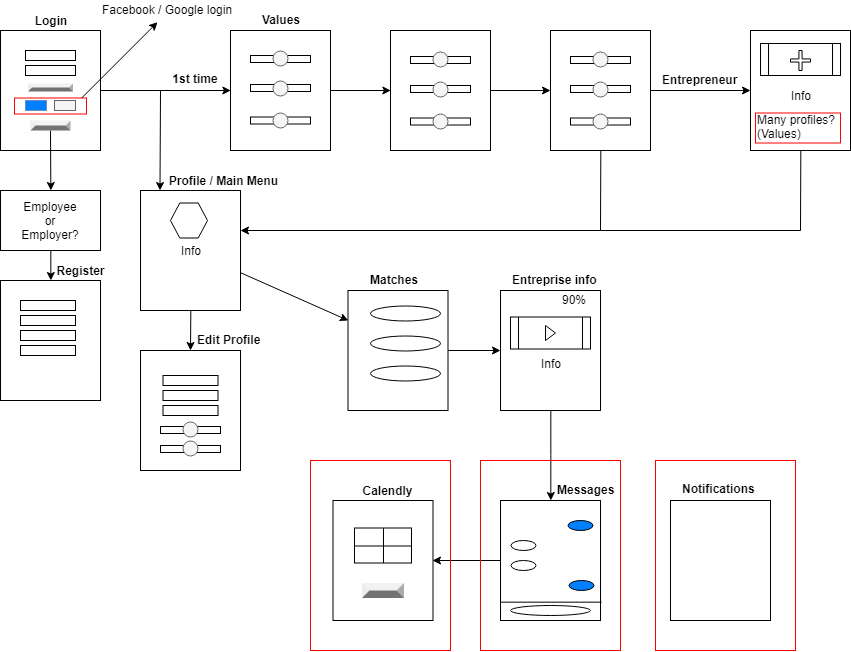 Facebook / Google login
Login
Values
1st time
Entrepreneur
Info
Many profiles?
(Values)
Profile / Main Menu
Info
Employee
or
Employer?
Register
Matches
Entreprise info
90%
Info
Edit Profile
Calendly
Messages
Notifications